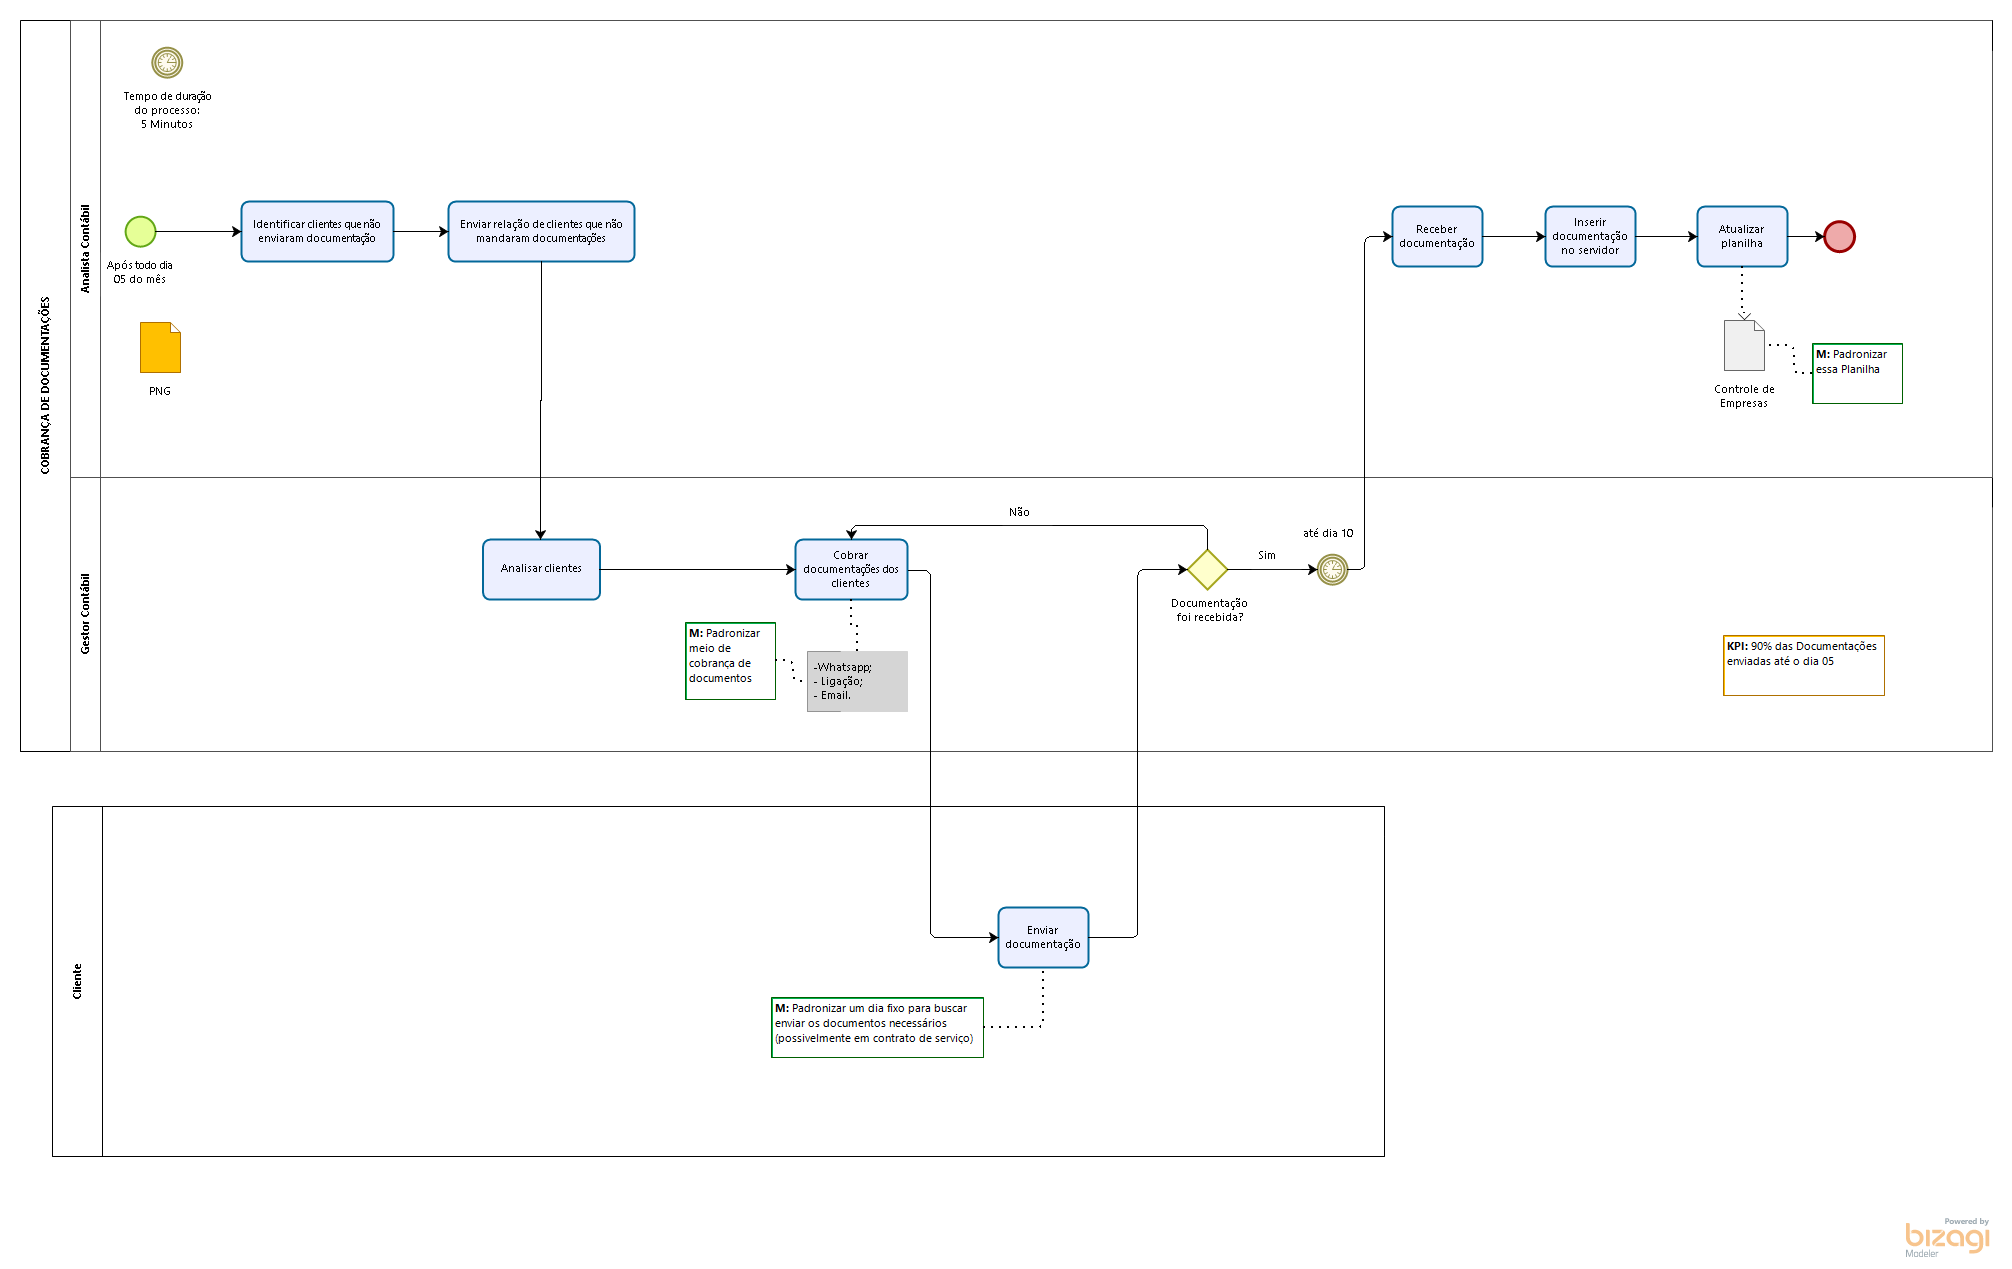 COBRANÇA DE DOCUMENTAÇÕES
Analista Contábil
Tempo de duração
do processo:
5 Minutos
Após todo dia
05 do mês
PNG
Identificar clientes que não
enviaram documentação
Enviar relação de clientes que não
mandaram documentações
Receber
documentação
Inserir
documentação
no servidor
Atualizar
planilha
Controle de
Empresas
M: Padronizar
essa Planilha
Gestor Contábil
Analisar clientes
Cobrar
documentações dos
clientes
M: Padronizar
meio de
cobrança de
documentos
-Whatsapp;
- Ligação;
- Email.
Não
Documentação
foi recebida?
Sim
até dia 10
KPI: 90% das Documentações
enviadas até o dia 05
Cliente
Enviar
documentação
M: Padronizar um dia fixo para buscar
enviar os documentos necessários
(possivelmente em contrato de serviço)
Powered by
bizagi
Modeler